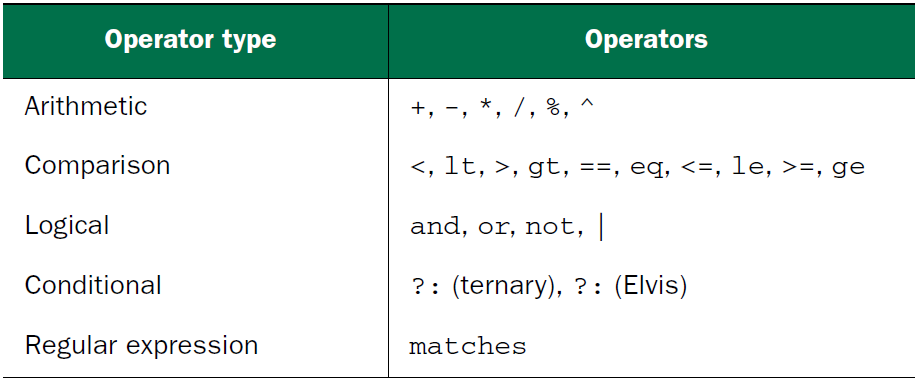 Operator type Operators
Arithmetic +, -, *, /, %, ^
Comparison <, lt, >, gt, ==, eq, <=, le, >=, ge
Logical and, or, not, |
Conditional ?: (ternary), ?: (Elvis)
Regular expression matches